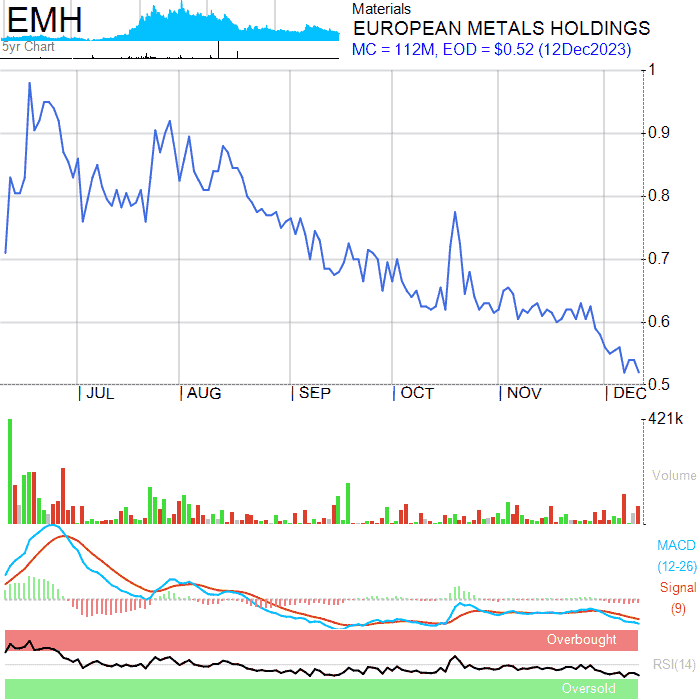 EMH
5yr Chart
Materials
EUROPEAN METALS HOLDINGS
MC = 112M, EOD = $0.52 (12Dec2023)
1
0.9
0.8
0.7
0.6
0.5
JUL AUG SEP OCT NOV DEC
421k
Volume
MACD
(12-26)
Signal
(9)
Overbought
RSI(14)
Oversold